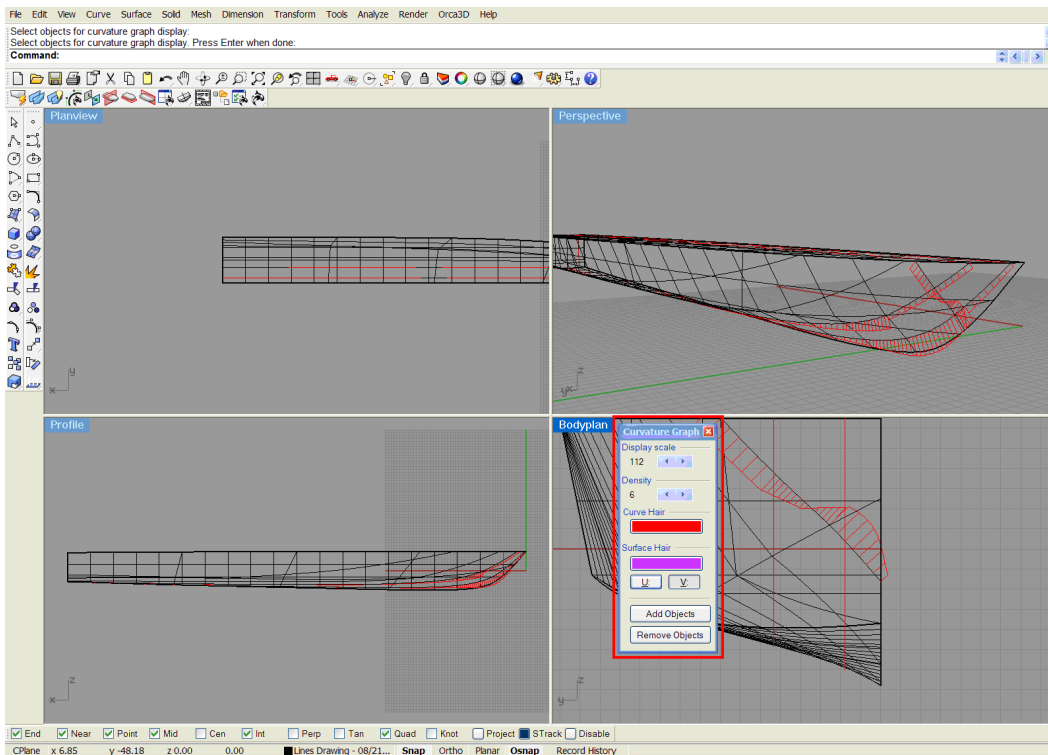 File Edit View Curve Surface Solid Mesh Dimension Transform Tools Analyze Render Orca3D Help
Select objects for curvature graph display:
Select objects for curvature graph display. Press Enter when done:
Command:
Planview
Perspective
y
x
z
y x
Profile
Bodyplan
Curvature Graph
Display scale
112
Density
6
Curve Hair
Surface Hair
U: V:
Add Objects
Remove Objects
z
x
z
y
End Near Point Mid Cen Int Perp Tan Quad Knot Project STrack Disable
CPlane x 6.85 y -48.18 z 0.00 0.00 Lines Drawing - 08/21... Snap Ortho Planar Osnap Record History